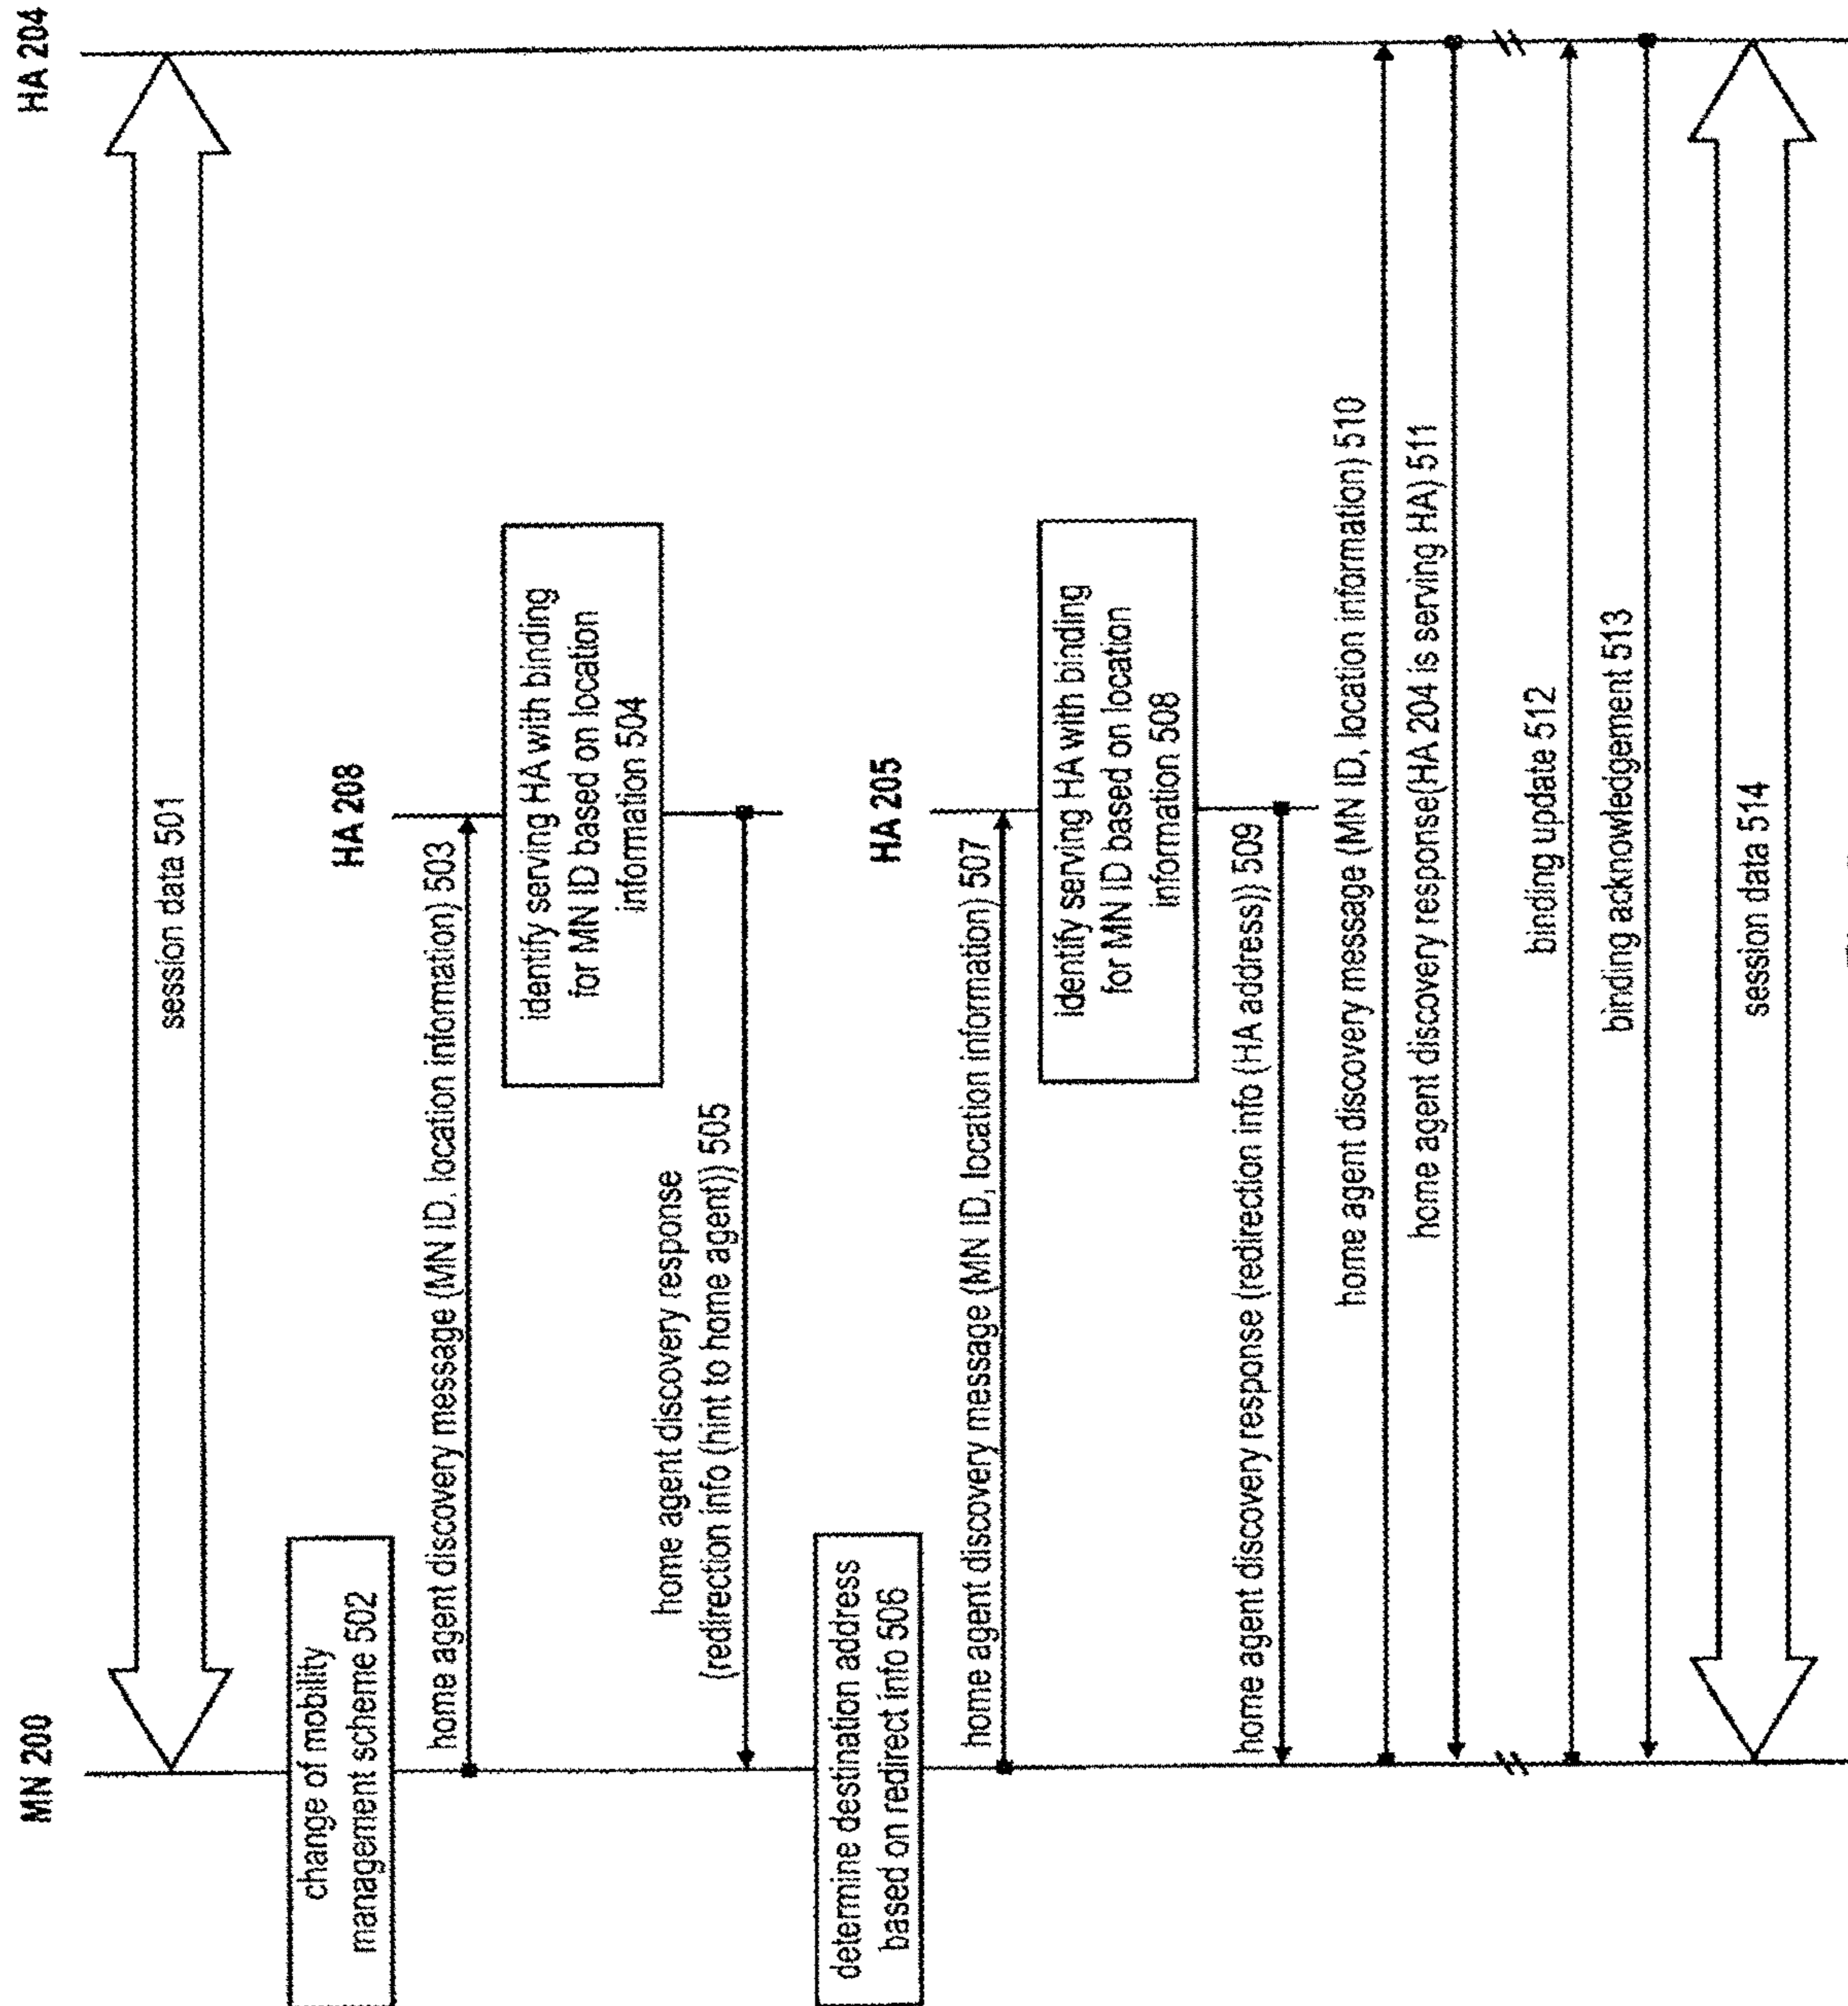 MN 200
HA 204
session data 501
change of mobility
management scheme 502
HA 208
home agent discovery message (MN ID, location information) 503
identify serving HA with binding
for MN ID based on location
information 504
home agent discovery response
(redirection info (hint to home agent)) 505
determine destination address
based on redirect info 506
HA 205
home agent discovery message (MN ID, location information) 507
identify serving HA with binding
for MN ID based on location
information 508
home agent discovery response (redirection info (HA address)) 509
home agent discovery message (MN ID, location information) 510
home agent discovery response(HA 204 is serving HA) 511
binding update 512
binding acknowledgement 513
session data 514